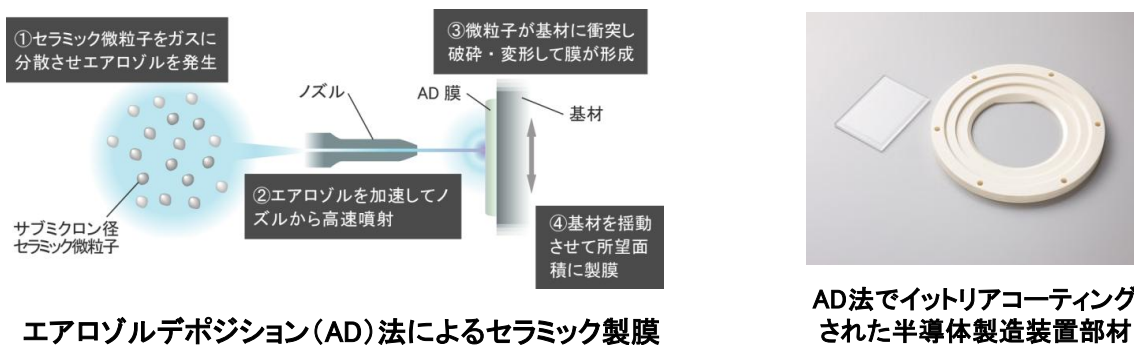 ①セラミック微粒子をガスに
分散させエアロゾルを発生
③微粒子が基材に衝突し
破砕・変形して膜が形成
ノズル
AD 膜
基材
②エアロゾルを加速してノ
ズルから高速噴射
サブミクロン径
セラミック微粒子
④基材を揺動
させて所望面
積に製膜
エアロゾルデポジション（AD）法によるセラミック製膜
AD法でイットリアコーティング
された半導体製造装置部材